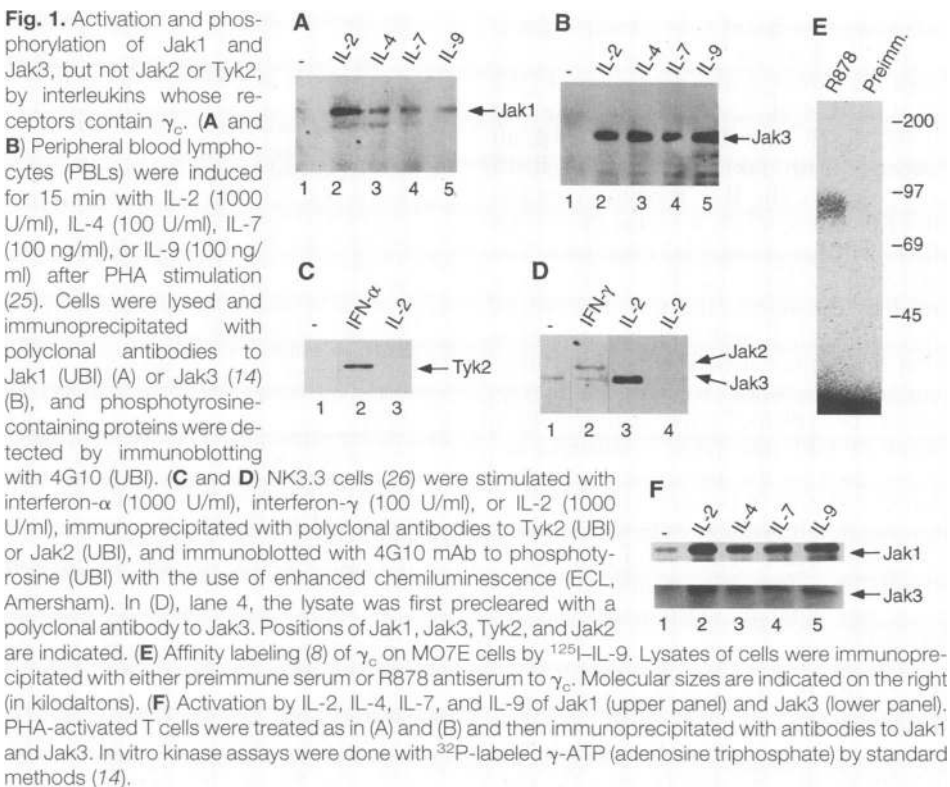 Fig. 1. Activation and phos-
phorylation of Jak1 and
Jak3, but not Jak2 or Tyk2,
by interleukins whose re-
ceptors contain γc. (A and
B) Peripheral blood lympho-
cytes (PBLs) were induced
for 15 min with IL-2 (1000
U/ml), IL-4 (100 U/ml), IL-7
(100 ng/ml), or IL-9 (100 ng/
ml) after PHA stimulation
(25). Cells were lysed and
immunoprecipitated with
polyclonal antibodies to
Jak1 (UBI) (A) or Jak3 (14)
(B), and phosphotyrosine-
containing proteins were de-
tected by immunoblotting
with 4G10 (UBI). (C and D) NK3.3 cells (26) were stimulated with
interferon-α (1000 U/ml), interferon-γ (100 U/ml), or IL-2 (1000
U/ml), immunoprecipitated with polyclonal antibodies to Tyk2 (UBI)
or Jak2 (UBI), and immunoblotted with 4G10 mAb to phosphoty-
rosine (UBI) with the use of enhanced chemiluminescence (ECL,
Amersham). In (D), lane 4, the lysate was first precleared with a
polyclonal antibody to Jak3. Positions of Jak1, Jak3, Tyk2, and Jak2
are indicated. (E) Affinity labeling (8) of γc on MO7E cells by 125I–IL-9. Lysates of cells were immunopre-
cipitated with either preimmune serum or R878 antiserum to γc. Molecular sizes are indicated on the right
(in kilodaltons). (F) Activation by IL-2, IL-4, IL-7, and IL-9 of Jak1 (upper panel) and Jak3 (lower panel).
PHA-activated T cells were treated as in (A) and (B) and then immunoprecipitated with antibodies to Jak1
and Jak3. In vitro kinase assays were done with 32P-labeled γ-ATP (adenosine triphosphate) by standard
methods (14).
A
- IL-2 IL-4 IL-7 IL-9
Jak1
1 2 3 4 5
B
- IL-2 IL-4 IL-7 IL-9
Jak3
1 2 3 4 5
C
- IFN-α IL-2
Tyk2
1 2 3
D
- IFN-γ IL-2 IL-2
Jak2
Jak3
1 2 3 4
E
R878 Preimm.
–200
–97
–69
–45
F
- IL-2 IL-4 IL-7 IL-9
Jak1
Jak3
1 2 3 4 5